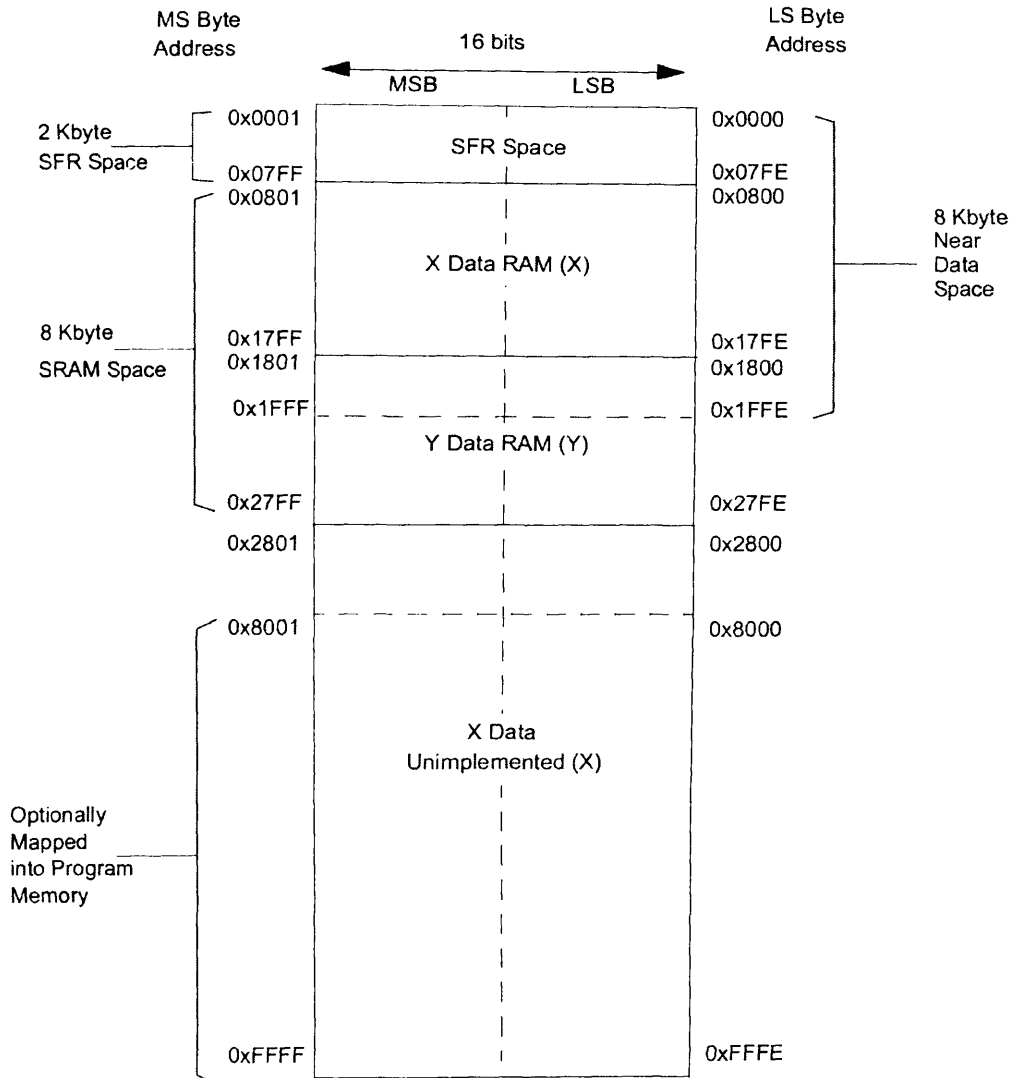 MS Byte
Address
16 bits
LS Byte
Address
MSB
LSB
2 Kbyte
SFR Space
0x0001
0x07FF
SFR Space
0x0000
0x07FE
8 Kbyte
SRAM Space
0x0801
0x17FF
0x1801
0x1FFF
0x27FF
X Data RAM (X)
Y Data RAM (Y)
0x0800
0x17FE
0x1800
0x1FFE
0x27FE
8 Kbyte
Near
Data
Space
0x2801
0x2800
Optionally
Mapped
into Program
Memory
0x8001
0xFFFF
X Data
Unimplemented (X)
0x8000
0xFFFE